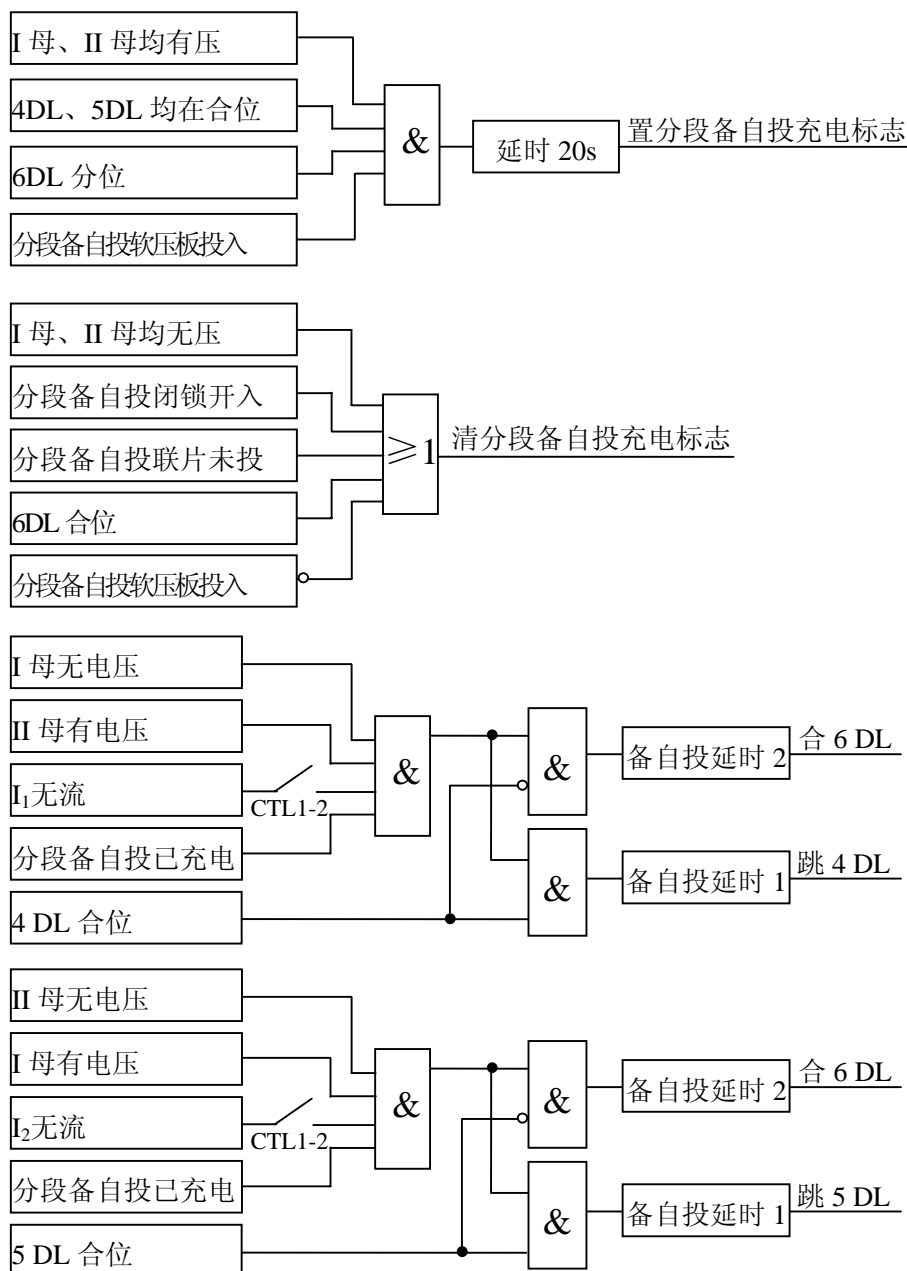 I 母、II 母均有压
4DL、5DL 均在合位
6DL 分位
分段备自投软压板投入
&
延时 20s
置分段备自投充电标志
I 母、II 母均无压
分段备自投闭锁开入
分段备自投联片未投
6DL 合位
分段备自投软压板投入
≥1
清分段备自投充电标志
I 母无电压
II 母有电压
I₁无流
CTL1-2
分段备自投已充电
4 DL 合位
&
&
备自投延时 2
合 6 DL
&
备自投延时 1
跳 4 DL
II 母无电压
I 母有电压
I₂无流
CTL1-2
分段备自投已充电
5 DL 合位
&
&
备自投延时 2
合 6 DL
&
备自投延时 1
跳 5 DL